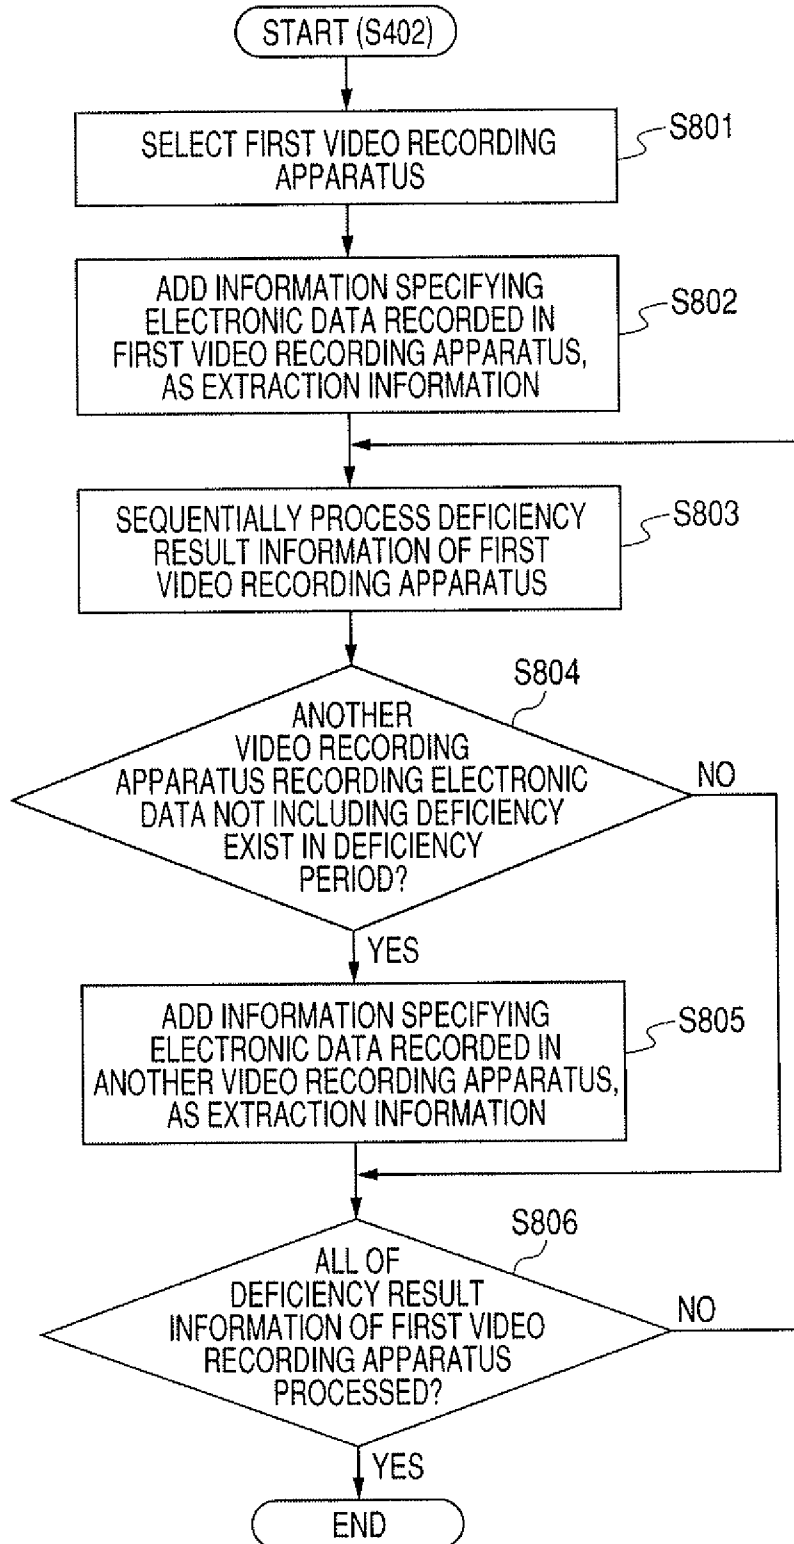 START (S402)
SELECT FIRST VIDEO RECORDING
APPARATUS
S801
ADD INFORMATION SPECIFYING
ELECTRONIC DATA RECORDED IN
FIRST VIDEO RECORDING APPARATUS,
AS EXTRACTION INFORMATION
S802
SEQUENTIALLY PROCESS DEFICIENCY
RESULT INFORMATION OF FIRST
VIDEO RECORDING APPARATUS
S803
S804
ANOTHER
VIDEO RECORDING
APPARATUS RECORDING ELECTRONIC
DATA NOT INCLUDING DEFICIENCY
EXIST IN DEFICIENCY
PERIOD?
NO
YES
ADD INFORMATION SPECIFYING
ELECTRONIC DATA RECORDED IN
ANOTHER VIDEO RECORDING APPARATUS,
AS EXTRACTION INFORMATION
S805
S806
ALL OF
DEFICIENCY RESULT
INFORMATION OF FIRST VIDEO
RECORDING APPARATUS
PROCESSED?
NO
YES
END